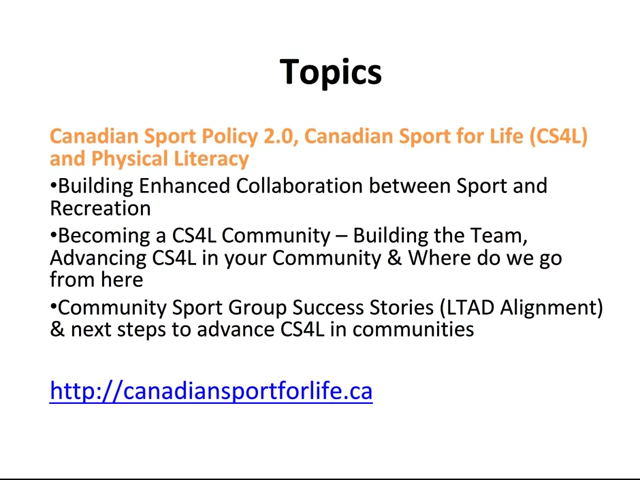 Topics
Canadian Sport Policy 2.0, Canadian Sport for Life (CS4L)
and Physical Literacy
•Building Enhanced Collaboration between Sport and
Recreation
•Becoming a CS4L Community – Building the Team,
Advancing CS4L in your Community & Where do we go
from here
•Community Sport Group Success Stories (LTAD Alignment)
& next steps to advance CS4L in communities
http://canadiansportforlife.ca